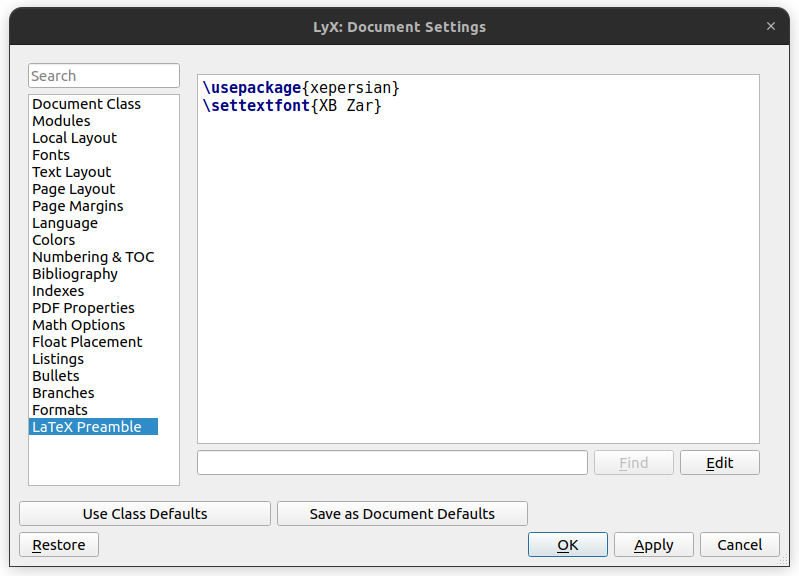 LyX: Document Settings
Search
Document Class
Modules
Local Layout
Fonts
Text Layout
Page Layout
Page Margins
Language
Colors
Numbering & TOC
Bibliography
Indexes
PDF Properties
Math Options
Float Placement
Listings
Bullets
Branches
Formats
LaTeX Preamble
\usepackage{xepersian}
\settextfont{XB Zar}
Find
Edit
Use Class Defaults
Save as Document Defaults
Restore
OK
Apply
Cancel